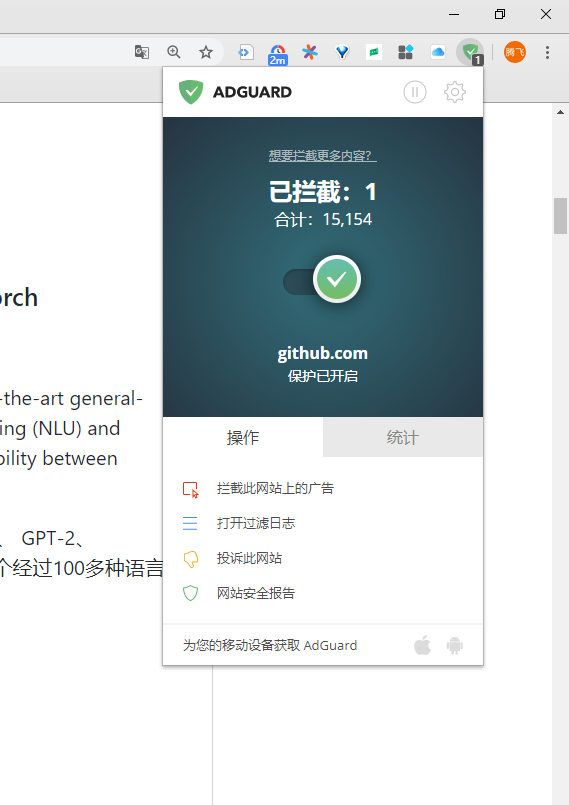 2m
1
腾飞
ADGUARD
想要拦截更多内容？
已拦截：1
合计：15,154
github.com
保护已开启
操作
统计
拦截此网站上的广告
打开过滤日志
投诉此网站
网站安全报告
为您的移动设备获取 AdGuard
orch
-the-art general-
ing (NLU) and
bility between
、 GPT-2、
个经过100多种语言